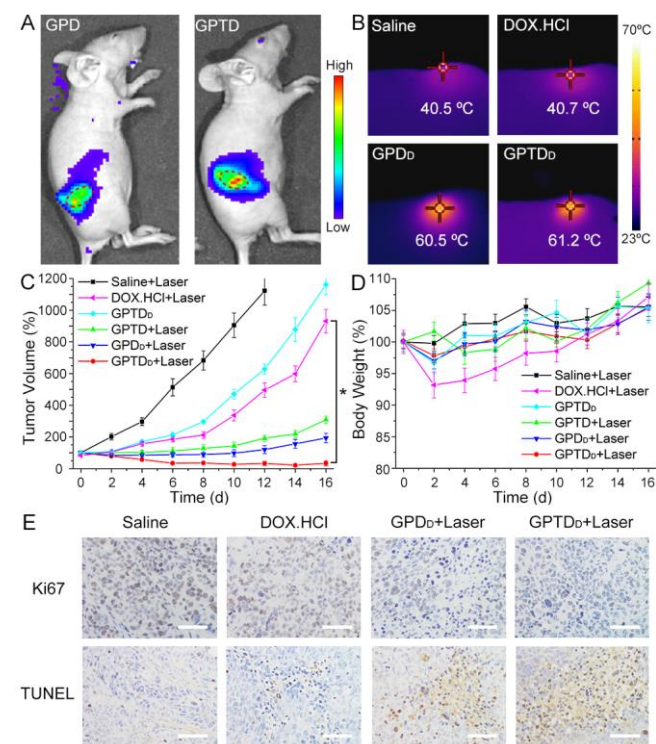 A
GPD
GPTD
High
Low
B
Saline
DOX.HCl
40.5 ºC
40.7 ºC
GPDD
GPTDD
60.5 ºC
61.2 ºC
70ºC
23ºC
C
Tumor Volume (%)
1200
1000
800
600
400
200
100
0
Saline+Laser
DOX.HCl+Laser
GPTDD
GPTD+Laser
GPDD+Laser
GPTDD+Laser
*
0 2 4 6 8 10 12 14 16
Time (d)
D
Body Weight (%)
110
105
100
95
90
85
80
Saline+Laser
DOX.HCl+Laser
GPTDD
GPTD+Laser
GPDD+Laser
GPTDD+Laser
0 2 4 6 8 10 12 14 16
Time (d)
E
Saline
DOX.HCl
GPDD+Laser
GPTDD+Laser
Ki67
TUNEL